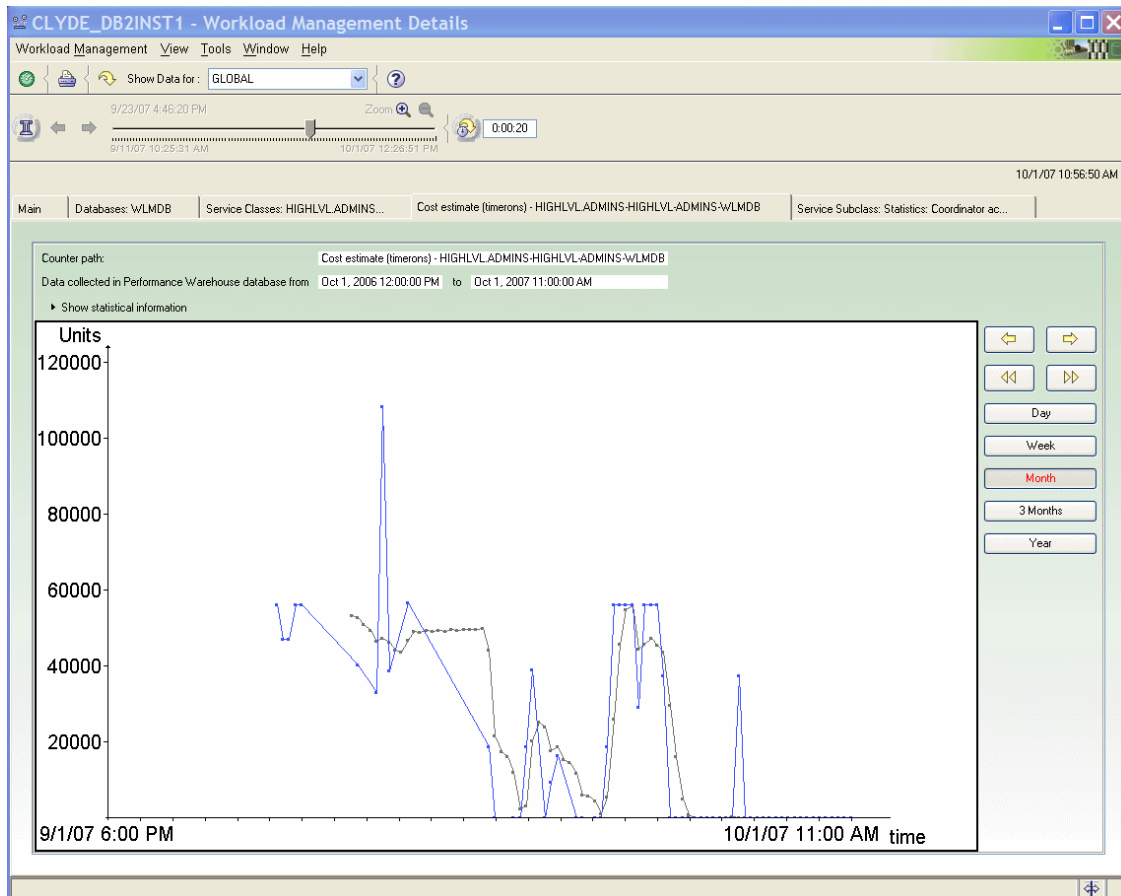 CLYDE_DB2INST1 - Workload Management Details
Workload Management View Tools Window Help
Show Data for: GLOBAL
9/23/07 4:46:20 PM Zoom
0:00:20
9/11/07 10:25:31 AM 10/1/07 12:26:51 PM
10/1/07 10:56:50 AM
Main Databases: WLMDB Service Classes: HIGHLVL.ADMINS... Cost estimate (timerons) - HIGHLVL.ADMINS-HIGHLVL-ADMINS-WLMDB Service Subclass: Statistics: Coordinator ac...
Counter path: Cost estimate (timerons) - HIGHLVL.ADMINS-HIGHLVL-ADMINS-WLMDB
Data collected in Performance Warehouse database from Oct 1, 2006 12:00:00 PM to Oct 1, 2007 11:00:00 AM
Show statistical information
Units
120000
100000
80000
60000
40000
20000
9/1/07 6:00 PM 10/1/07 11:00 AM time
Day
Week
Month
3 Months
Year